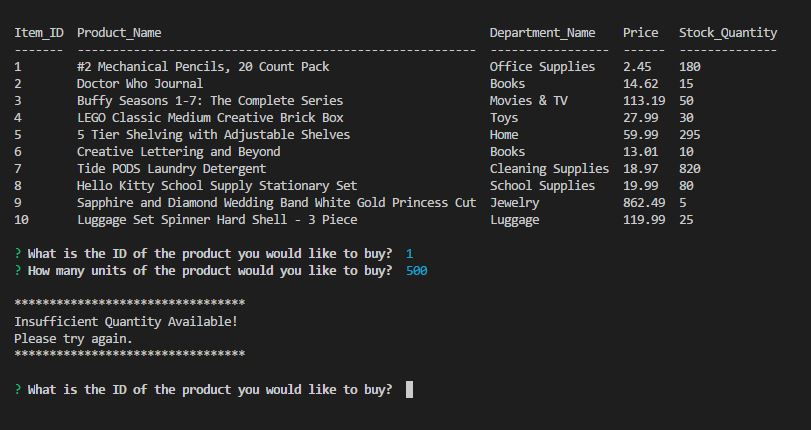 Item_ID  Product_Name                                               Department_Name    Price   Stock_Quantity
-------  ---------------------------------------------------------  -----------------  ------  --------------
1        #2 Mechanical Pencils, 20 Count Pack                       Office Supplies    2.45    180
2        Doctor Who Journal                                         Books              14.62   15
3        Buffy Seasons 1-7: The Complete Series                     Movies & TV        113.19  50
4        LEGO Classic Medium Creative Brick Box                     Toys               27.99   30
5        5 Tier Shelving with Adjustable Shelves                    Home               59.99   295
6        Creative Lettering and Beyond                              Books              13.01   10
7        Tide PODS Laundry Detergent                                Cleaning Supplies  18.97   820
8        Hello Kitty School Supply Stationary Set                   School Supplies    19.99   80
9        Sapphire and Diamond Wedding Band White Gold Princess Cut  Jewelry            862.49  5
10       Luggage Set Spinner Hard Shell - 3 Piece                   Luggage            119.99  25
? What is the ID of the product you would like to buy?  1
? How many units of the product would you like to buy?  500
*********************************
Insufficient Quantity Available!
Please try again.
*********************************
? What is the ID of the product you would like to buy?